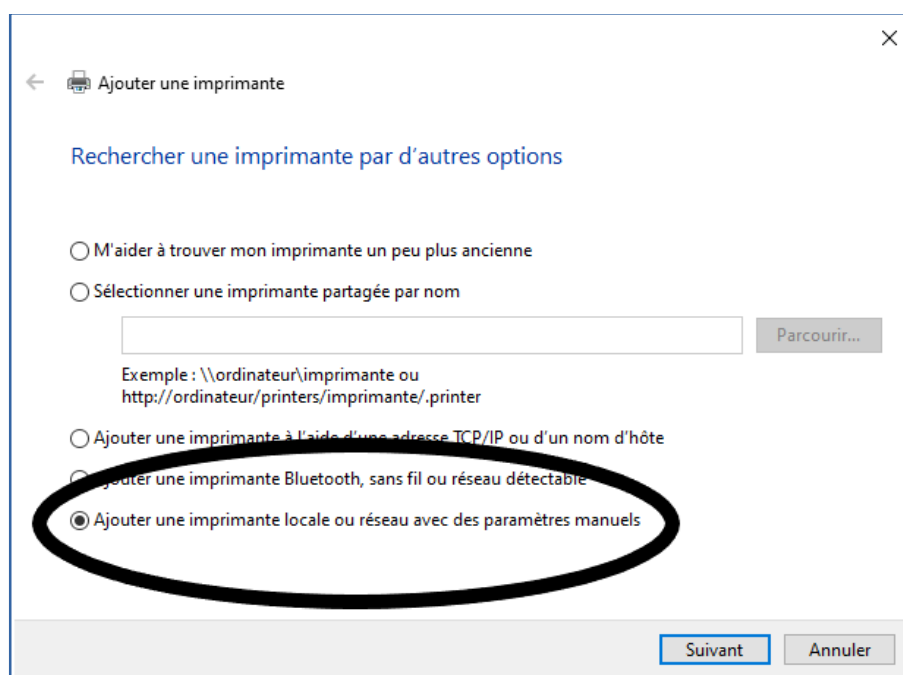 Ajouter une imprimante
Rechercher une imprimante par d'autres options
M'aider à trouver mon imprimante un peu plus ancienne
Sélectionner une imprimante partagée par nom
Parcourir...
Exemple : \\ordinateur\imprimante ou
http://ordinateur/printers/imprimante/.printer
Ajouter une imprimante à l'aide d'une adresse TCP/IP ou d'un nom d'hôte
Ajouter une imprimante Bluetooth, sans fil ou réseau détectable
Ajouter une imprimante locale ou réseau avec des paramètres manuels
Suivant
Annuler